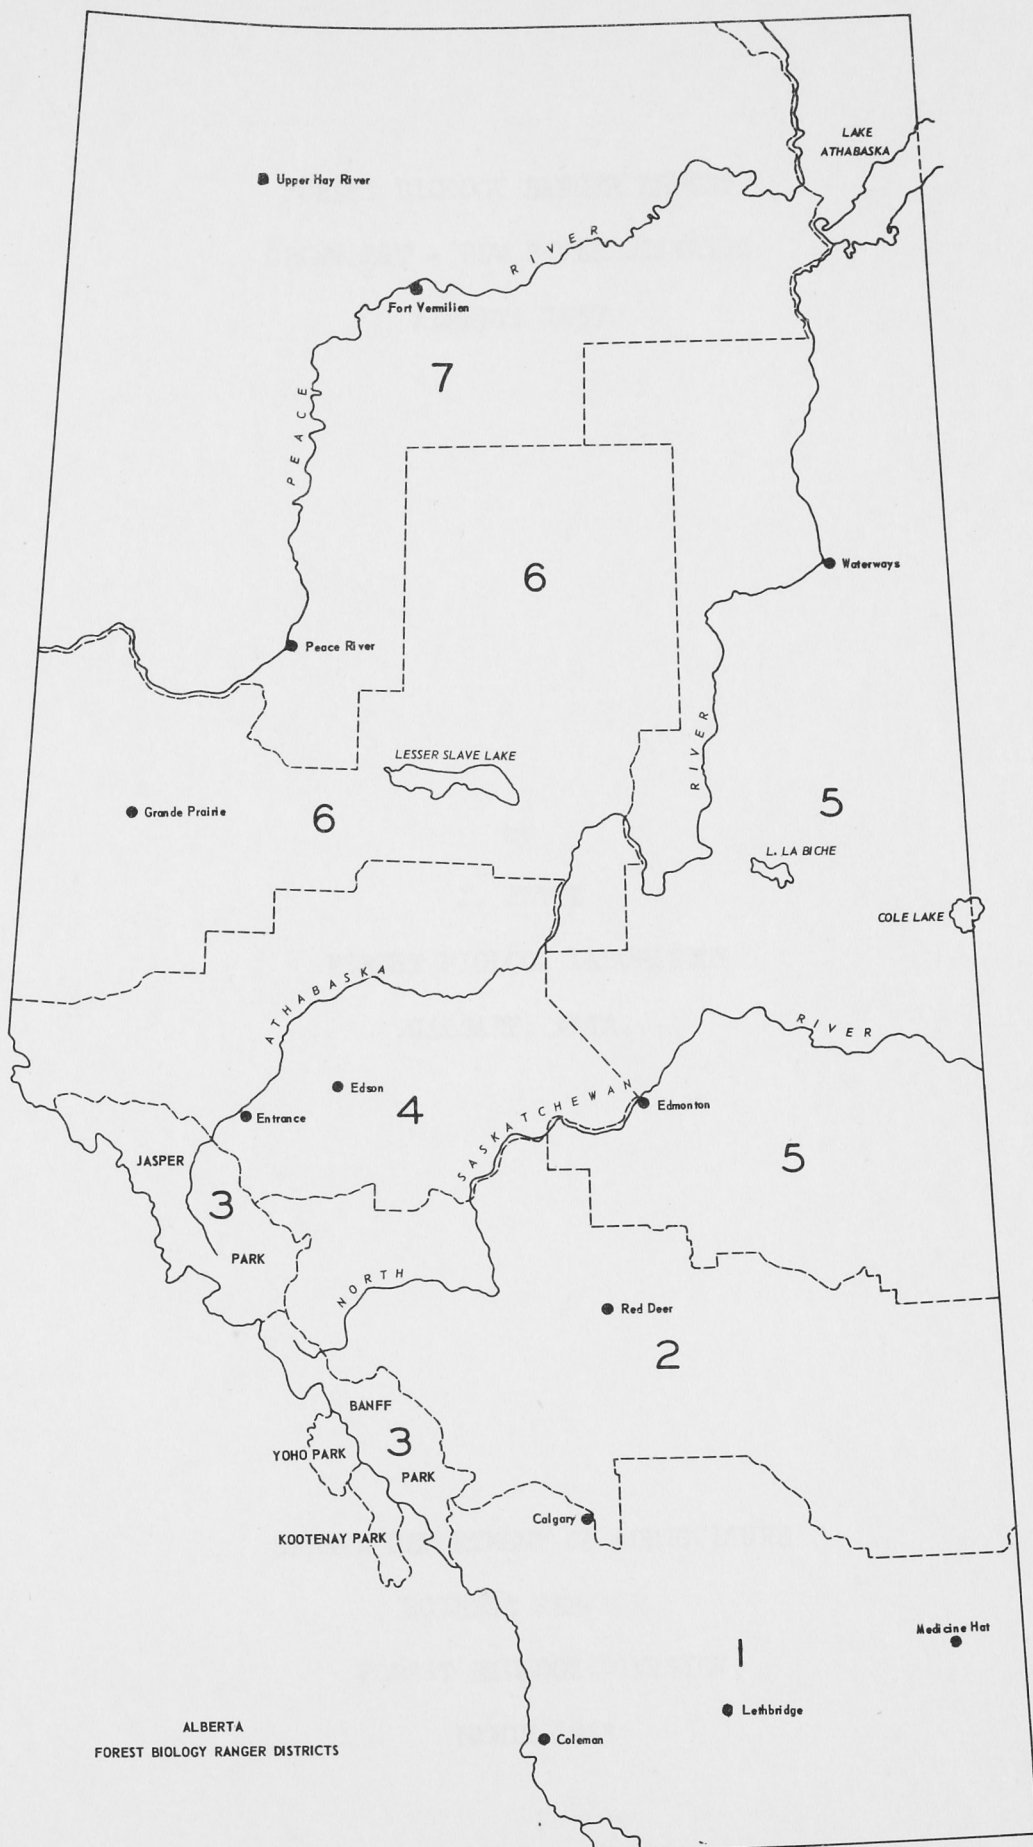 LAKE
ATHABASKA
Upper Hay River
RIVER
Fort Vermilion
7
PEACE
6
Waterways
Peace River
RIVER
LESSER SLAVE LAKE
Grande Prairie
6
5
L. LA BICHE
COLE LAKE
ATHABASKA
RIVER
Edson
4
Entrance
SASKATCHEWAN
Edmonton
JASPER
3
PARK
5
NORTH
Red Deer
2
BANFF
3
PARK
YOHO PARK
KOOTENAY PARK
Calgary
Medicine Hat
1
Lethbridge
Coleman
ALBERTA
FOREST BIOLOGY RANGER DISTRICTS